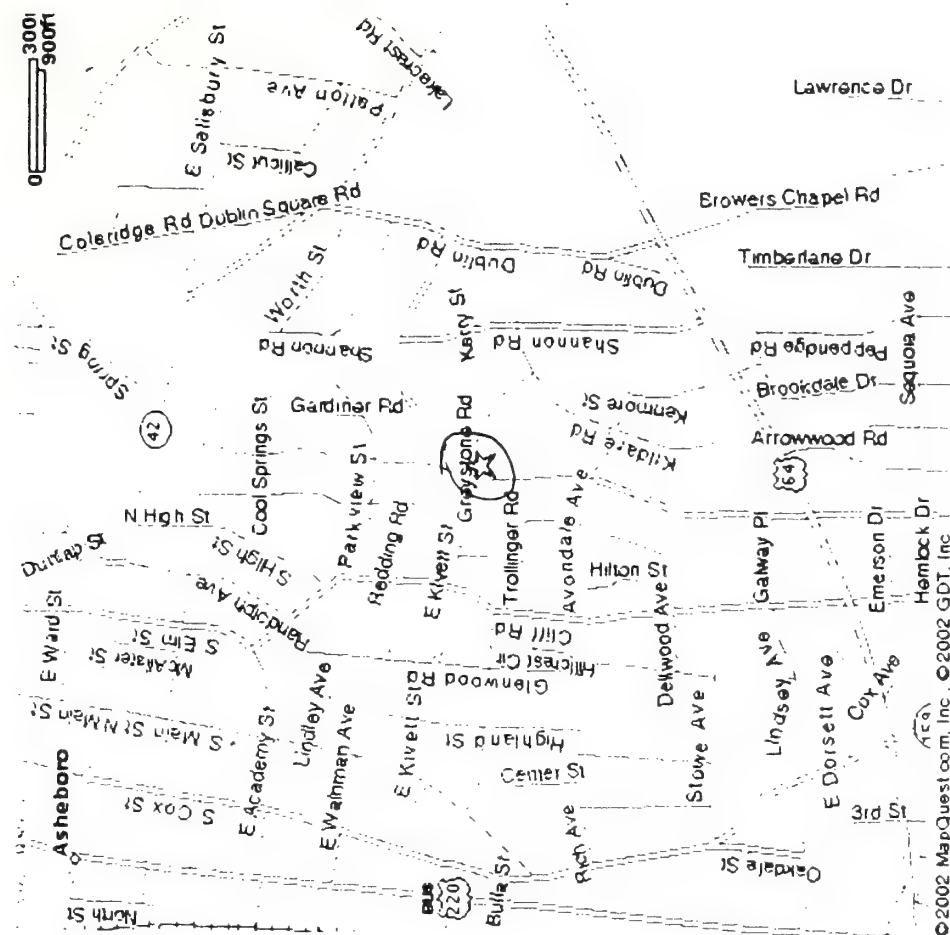 300
900ft
0
E Salisbury St
Patton Ave
Lakecrest Rd
Lawrence Dr
Callicut St
Coleridge Rd
Dublin Square Rd
Browers Chapel Rd
Worth St
Dublin Rd
Dublin Rd
Timberlane Dr
Spring St
Shannon Rd
Kerry St
Shannon Rd
Pepperidge Rd
Sequoia Ave
Brookdale Dr
42
Cool Springs St
Gardiner Rd
Greystone Rd
Kenmore St
Kildare Rd
Arrowwood Rd
64
N High St
Parkview St
Dunlap St
S High St
Redding Rd
E Kivett St
Trollinger Rd
Avondale Ave
Hilton St
Galway Pl
Emerson Dr
Hemlock Dr
Randolph Ave
E Ward St
S Elm St
McAlister St
Cliff Rd
Hillcrest Cir
Glenwood Rd
Dellwood Ave
Lindley Ave
S Main St
N Main St
E Academy St
E Wainman Ave
E Kivett St
Highland St
Center St
Stowe Ave
Lindsey Ave
E Dorsett Ave
Cox Ave
159
Asheboro
S Cox St
3rd St
Rich Ave
Oakdale St
BUS
220
Bulla St
North St
©2002 MapQuest.com, Inc ©2002 GDT, Inc